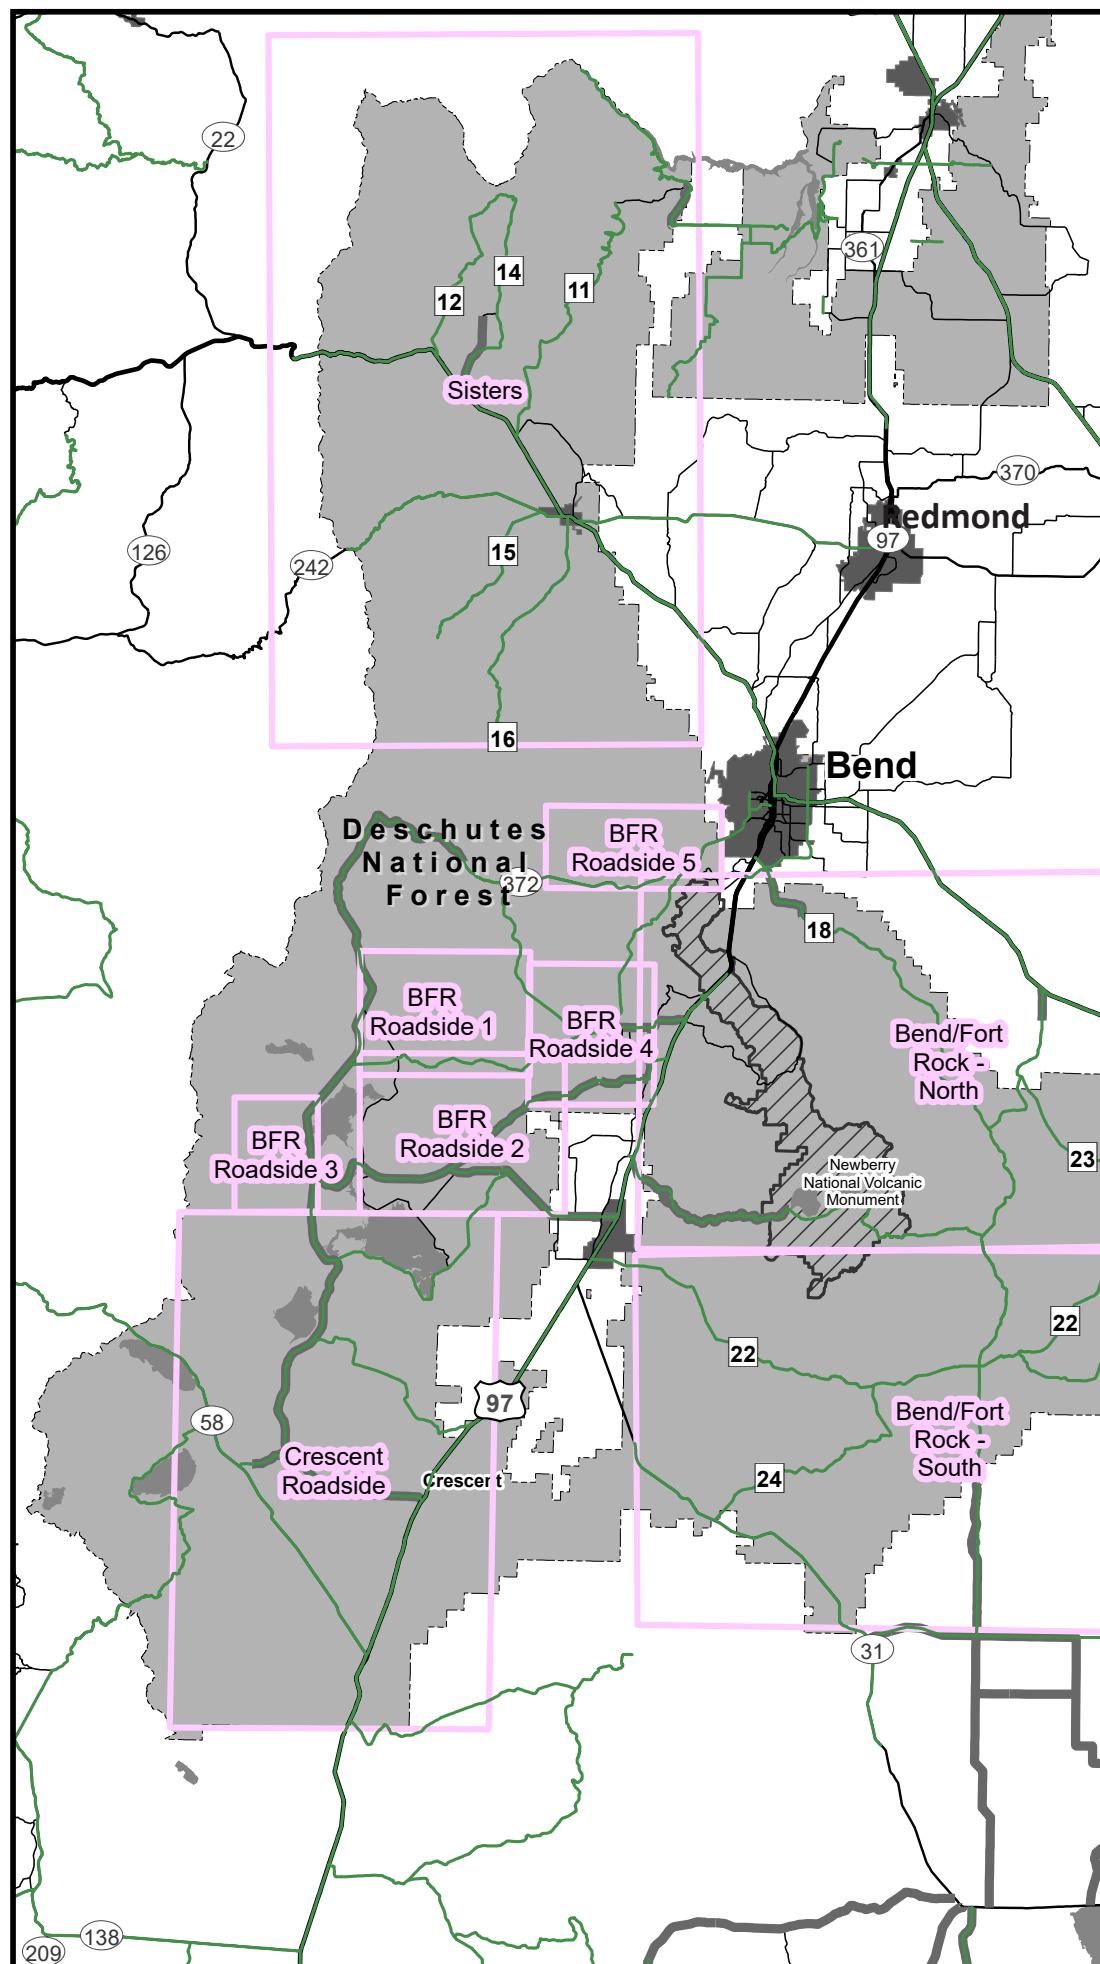 22
361
14
11
12
Sisters
370
Redmond
97
15
126
242
16
Bend
Deschutes
National
Forest
BFR
Roadside 5
372
18
BFR
Roadside 1
BFR
Roadside 4
Bend/Fort
Rock -
North
BFR
Roadside 2
BFR
Roadside 3
23
Newberry
National Volcanic
Monument
22
22
97
58
Bend/Fort
Rock -
South
Crescent
Roadside
Crescent
24
31
138
209